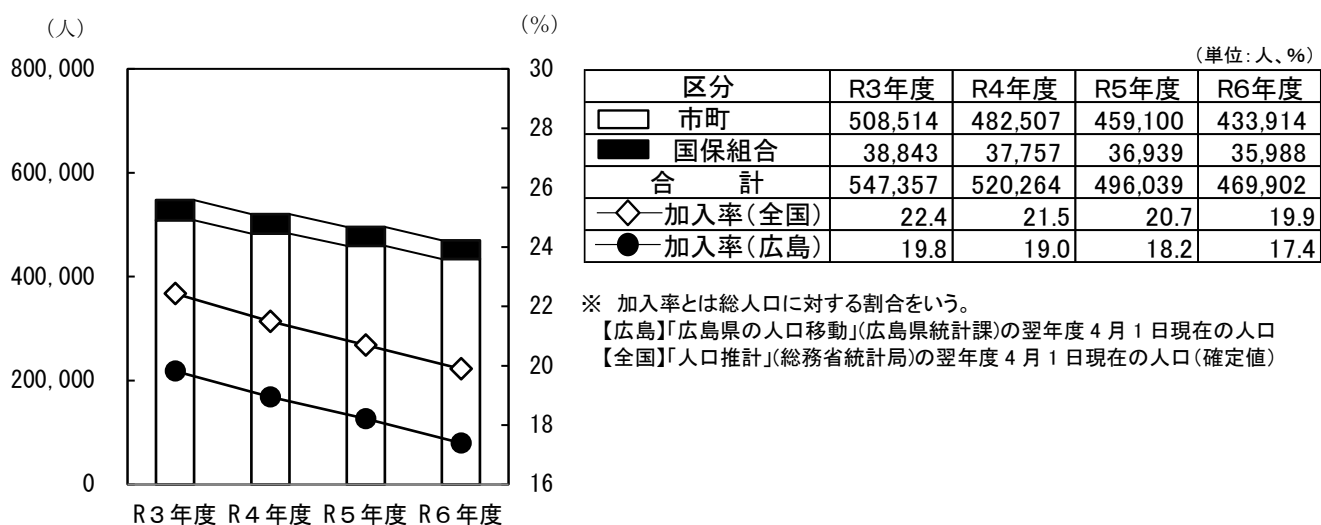 (人)
(%)
800,000
600,000
400,000
200,000
0
30
28
26
24
22
20
18
16
R3年度 R4年度 R5年度 R6年度
(単位:人、%)
区分 R3年度 R4年度 R5年度 R6年度
市町 508,514 482,507 459,100 433,914
国保組合 38,843 37,757 36,939 35,988
合　計 547,357 520,264 496,039 469,902
加入率(全国) 22.4 21.5 20.7 19.9
加入率(広島) 19.8 19.0 18.2 17.4
※ 加入率とは総人口に対する割合をいう。
【広島】「広島県の人口移動」(広島県統計課)の翌年度4月1日現在の人口
【全国】「人口推計」(総務省統計局)の翌年度4月1日現在の人口(確定値)